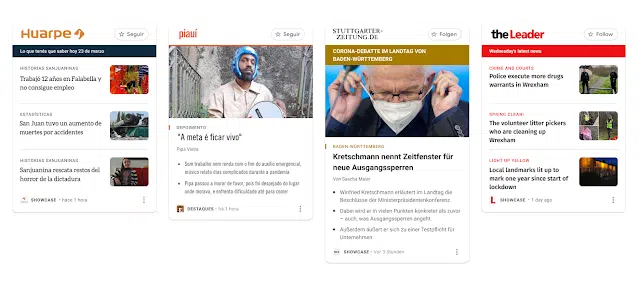 Huarpe
Seguir
Lo que tenés que saber hoy 23 de marzo
HISTORIAS SANJUANINAS
Trabajó 12 años en Falabella y
no consigue empleo
ESTADÍSTICAS
San Juan tuvo un aumento de
muertes por accidentes
HISTORIAS SANJUANINAS
Sanjuanina rescata restos del
horror de la dictadura
SHOWCASE • hace 1 hora
piauí
Seguir
DEPOIMENTO
"A meta é ficar vivo"
Pipa Vieira
Sem trabalho nem renda com o fim do auxílio emergencial,
músico relata dias complicados durante a pandemia
Pipa passou a morar de favor, pois foi despejado do lugar
onde morava, e enfrenta dificuldades até para comer
DESTAQUES • há 1 hora
STUTTGARTER-
ZEITUNG.DE
Folgen
CORONA-DEBATTE IM LANDTAG VON
BADEN-WÜRTTEMBERG
BADEN-WÜRTTEMBERG
Kretschmann nennt Zeitfenster für
neue Ausgangssperren
Von Sascha Maier
Winfried Kretschmann erläutert im Landtag die
Beschlüsse der Ministerpräsidentenkonferenz.
Dabei wird er in vielen Punkten konkreter als zuvor
– auch, was Ausgangssperren angeht.
Außerdem äußert er sich zu einer Testpflicht für
Unternehmen
SHOWCASE • Vor 3 Stunden
the Leader
Follow
Wednesday's latest news
CRIME AND COURTS
Police execute more drugs
warrants in Wrexham
SPRING CLEAN!
The volunteer litter pickers
who are cleaning up
Wrexham
LIGHT UP YELLOW
Local landmarks lit up to
mark one year since start of
lockdown
L SHOWCASE • 1 day ago